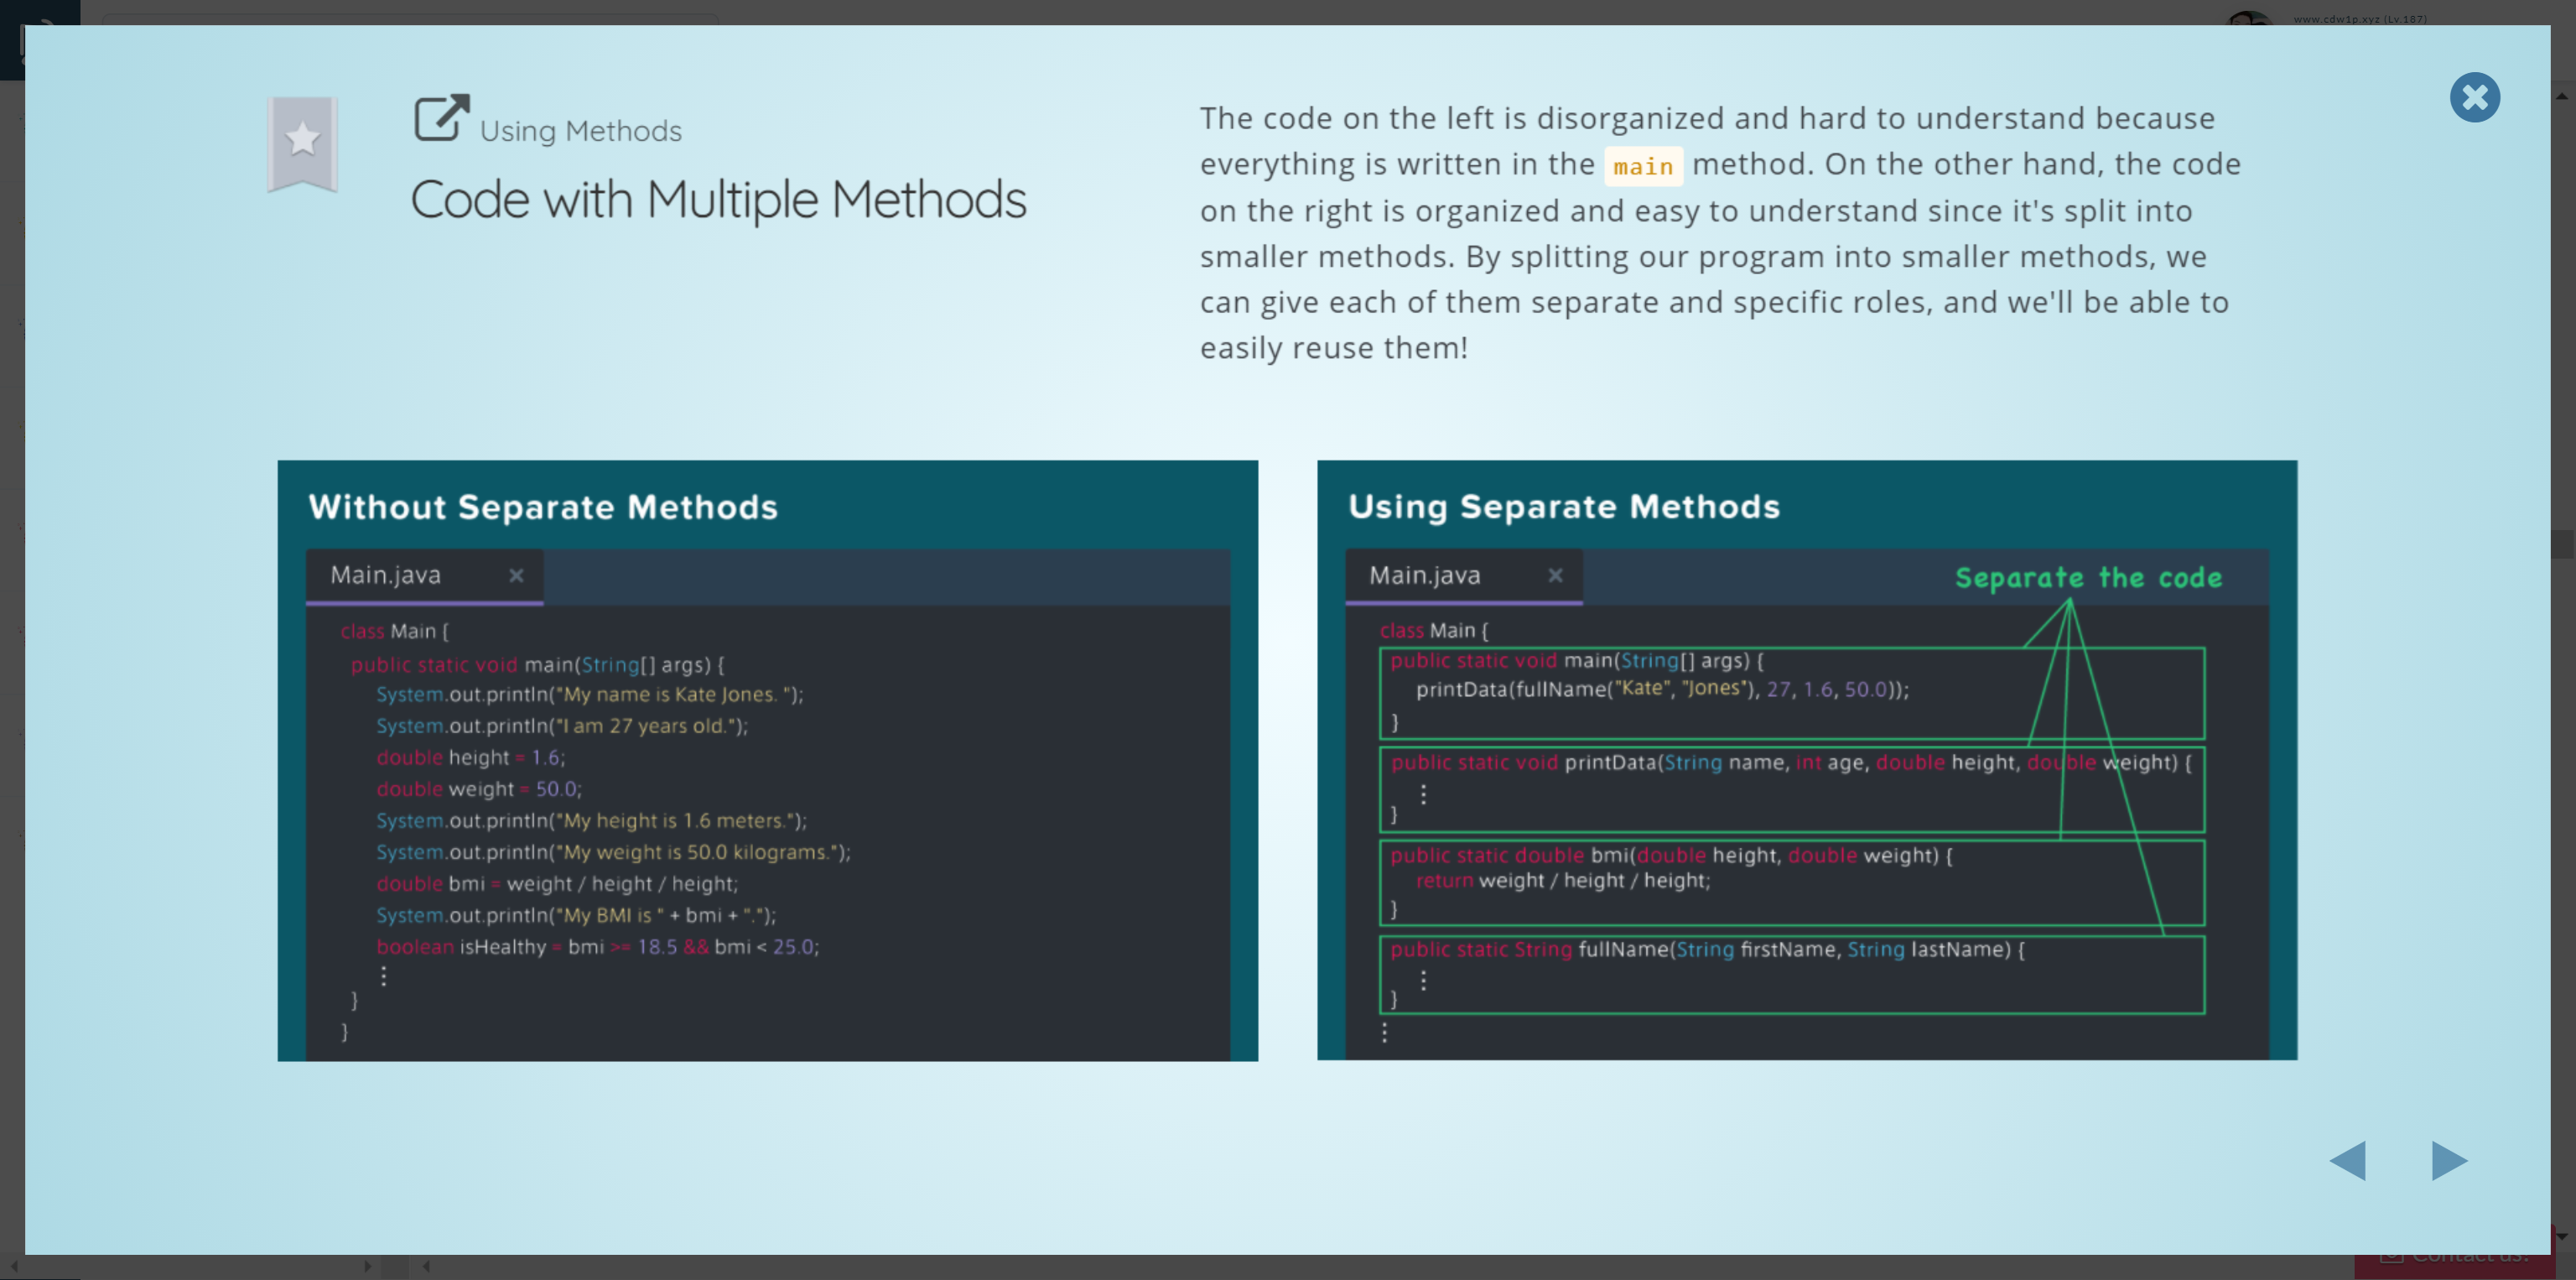 www.cdw1p.xyz (Lv.187)
Using Methods
Code with Multiple Methods
The code on the left is disorganized and hard to understand because
everything is written in the main method. On the other hand, the code
on the right is organized and easy to understand since it's split into
smaller methods. By splitting our program into smaller methods, we
can give each of them separate and specific roles, and we'll be able to
easily reuse them!
Without Separate Methods
Main.java
class Main {
public static void main(String[] args) {
System.out.println("My name is Kate Jones. ");
System.out.println("I am 27 years old.");
double height = 1.6;
double weight = 50.0;
System.out.println("My height is 1.6 meters.");
System.out.println("My weight is 50.0 kilograms.");
double bmi = weight / height / height;
System.out.println("My BMI is " + bmi + ".");
boolean isHealthy = bmi >= 18.5 && bmi < 25.0;
⋮
}
}
Using Separate Methods
Main.java
Separate the code
class Main {
public static void main(String[] args) {
printData(fullName("Kate", "Jones"), 27, 1.6, 50.0));
}
public static void printData(String name, int age, double height, double weight) {
⋮
}
public static double bmi(double height, double weight) {
return weight / height / height;
}
public static String fullName(String firstName, String lastName) {
⋮
}
⋮
Contact us!